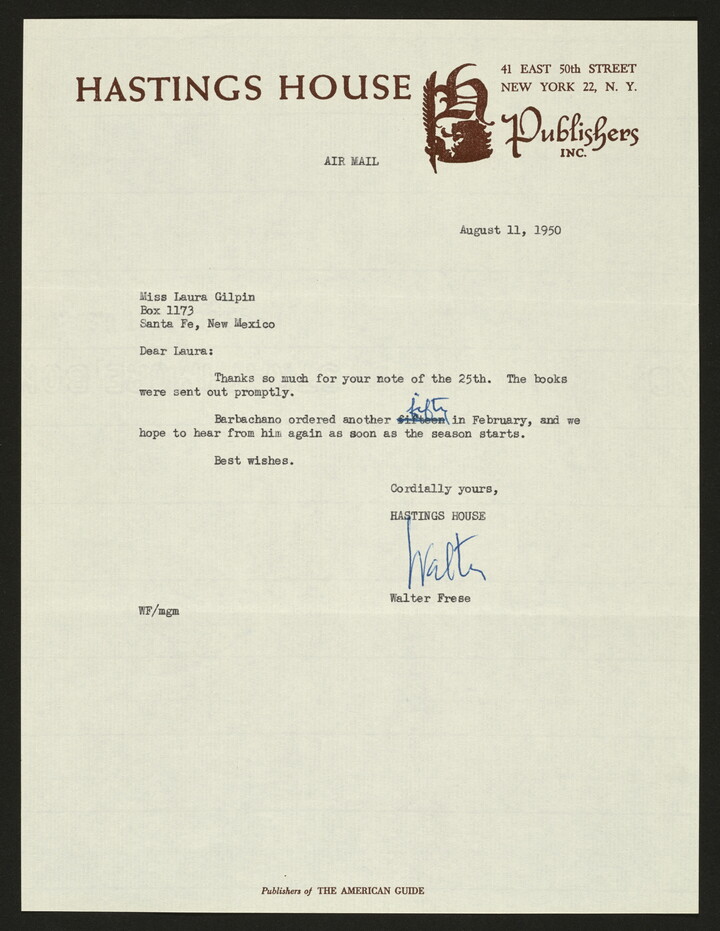 HASTINGS HOUSE
41 EAST 50th STREET
NEW YORK 22, N. Y.
Publishers
INC.
AIR MAIL
August 11, 1950
Miss Laura Gilpin
Box 1173
Santa Fe, New Mexico
Dear Laura:
Thanks so much for your note of the 25th. The books
were sent out promptly.
fifty
Barbachano ordered another fifteen in February, and we
hope to hear from him again as soon as the season starts.
Best wishes.
Cordially yours,
HASTINGS HOUSE
Walter
Walter Frese
WF/mgm
Publishers of THE AMERICAN GUIDE